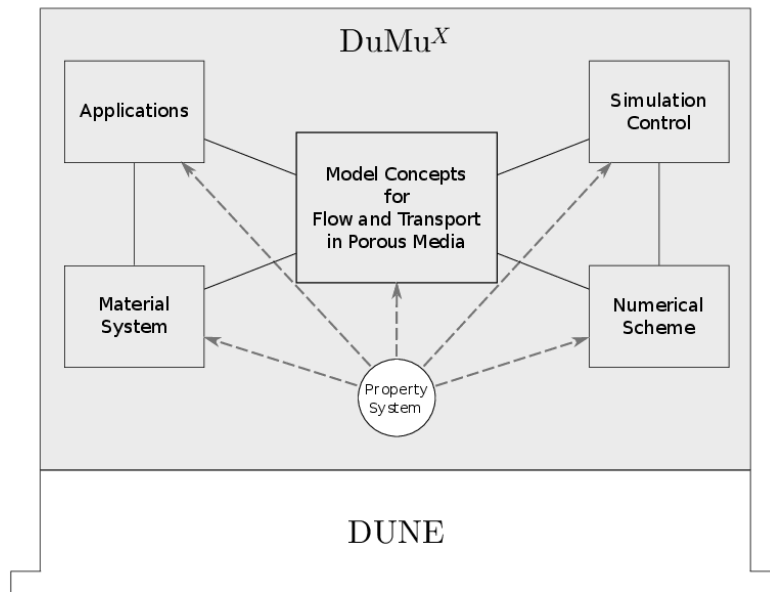 DuMuˣ
Applications
Simulation
Control
Model Concepts
for
Flow and Transport
in Porous Media
Material
System
Numerical
Scheme
Property
System
DUNE